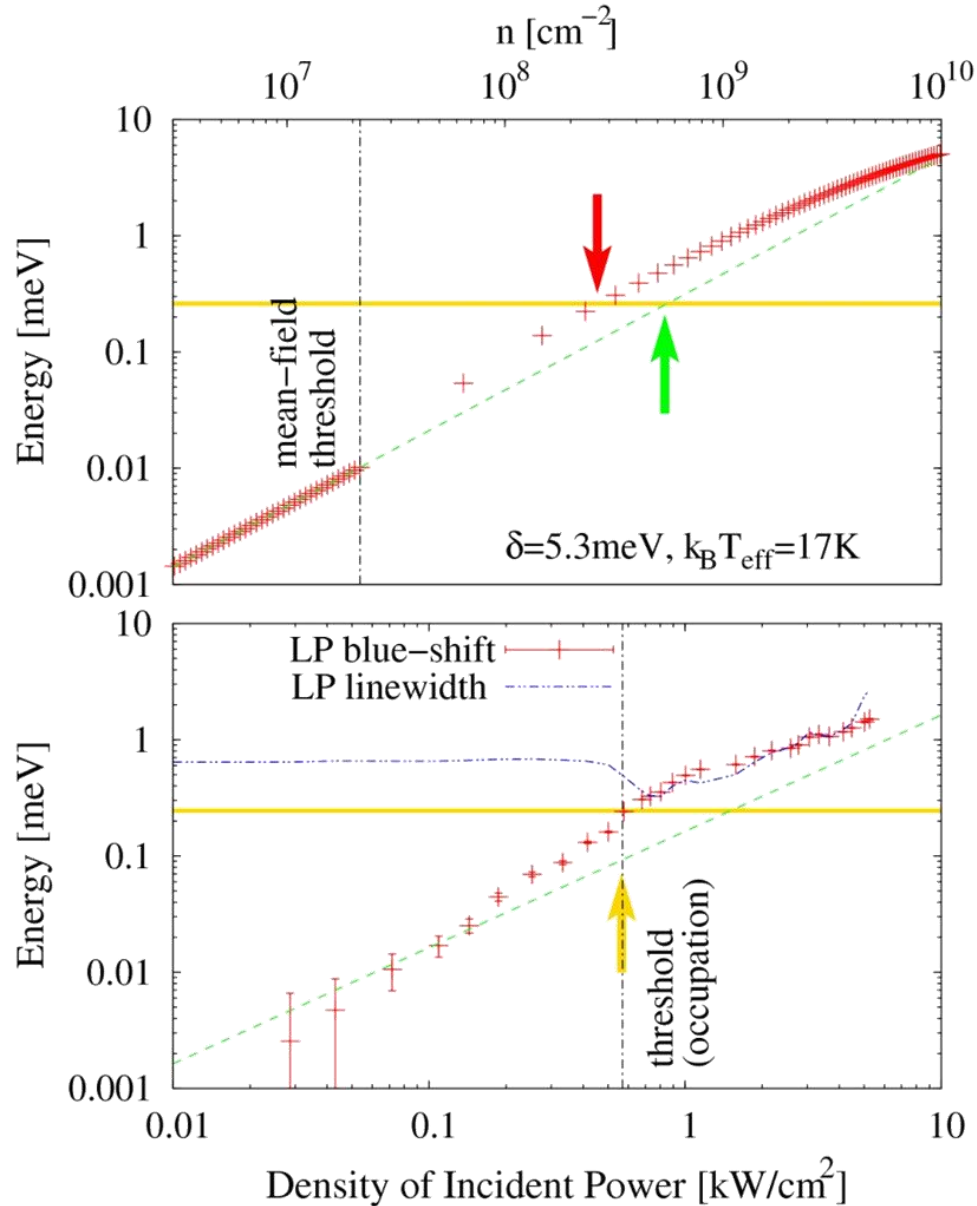 n [cm⁻²]
10⁷ 10⁸ 10⁹ 10¹⁰
10
1
0.1
0.01
0.001
Energy [meV]
mean−field
threshold
δ=5.3meV, k_BT_eff=17K
10
1
0.1
0.01
0.001
Energy [meV]
LP blue−shift
LP linewidth
threshold
(occupation)
0.01 0.1 1 10
Density of Incident Power [kW/cm²]